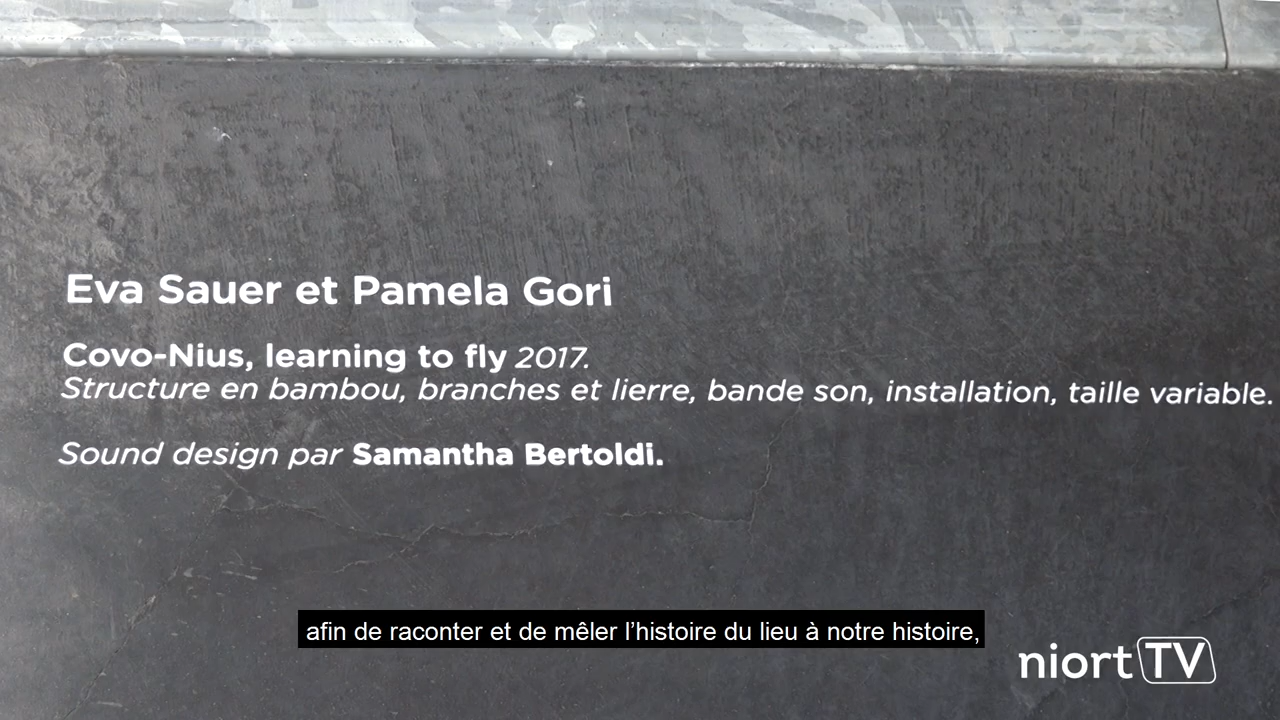 Eva Sauer et Pamela Gori
Covo-Nius, learning to fly 2017.
Structure en bambou, branches et lierre, bande son, installation, taille variable.
Sound design par Samantha Bertoldi.
afin de raconter et de mêler l’histoire du lieu à notre histoire,
niort TV